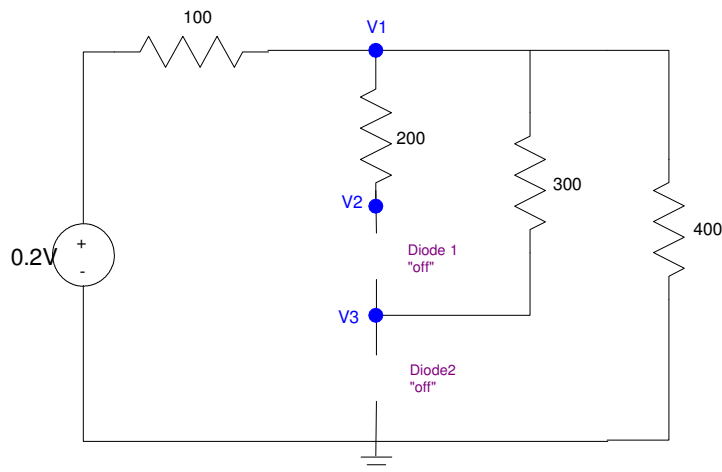 100
V1
200
300
400
V2
0.2V
+
-
Diode 1
"off"
V3
Diode2
"off"